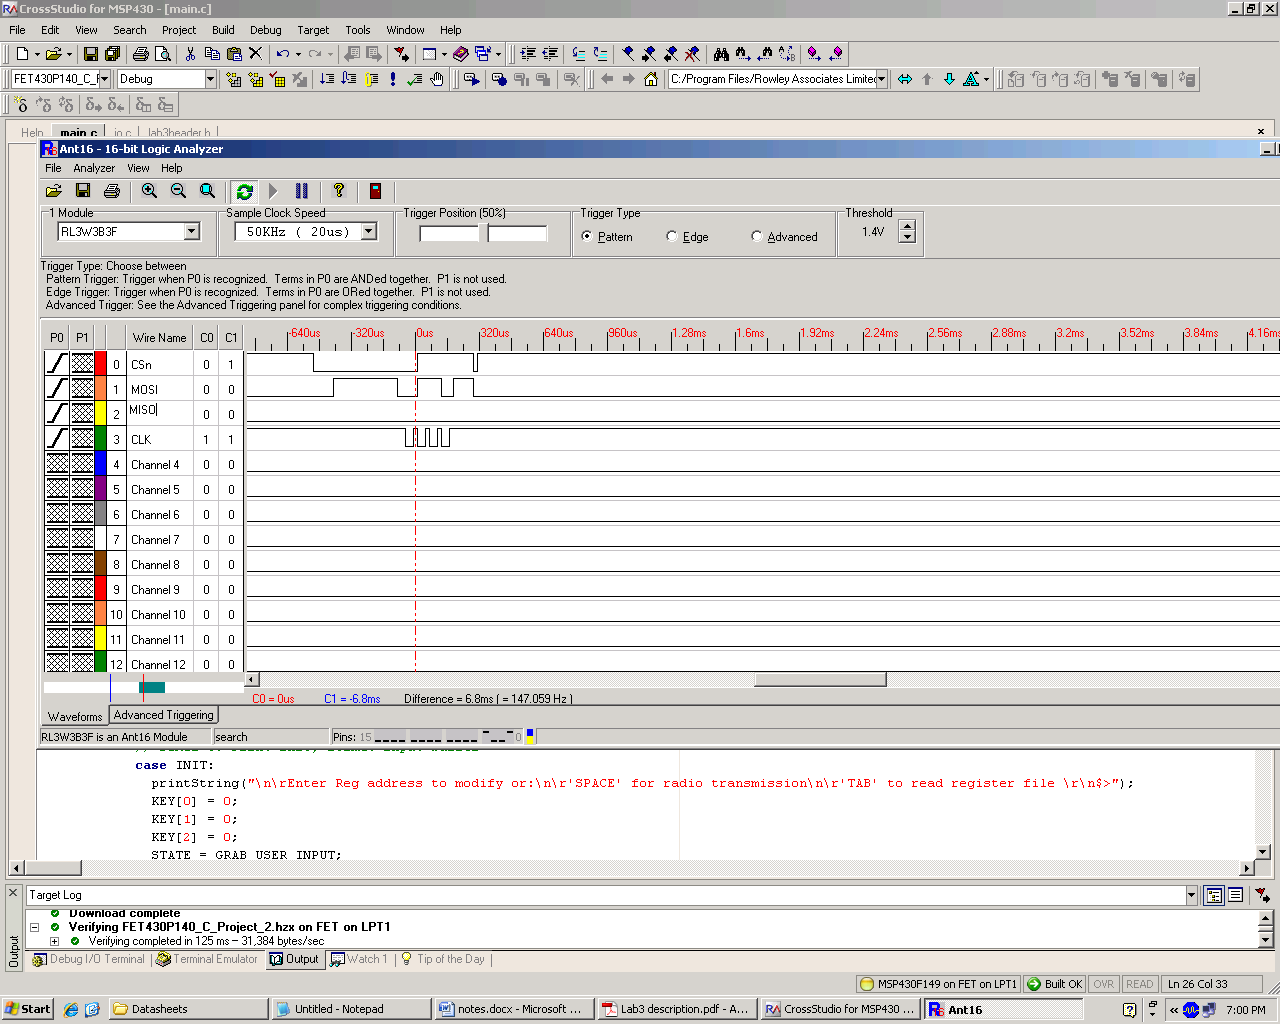 CrossStudio for MSP430 - [main.c]
File Edit View Search Project Build Debug Target Tools Window Help
FET430P140_C_F Debug C:/Program Files/Rowley Associates Limited
Help main.c io.c lab3header.h
Ant16 - 16-bit Logic Analyzer
File Analyzer View Help
1 Module Sample Clock Speed Trigger Position (50%) Trigger Type Threshold
RL3W3B3F 50KHz ( 20us) Pattern Edge Advanced 1.4V
Trigger Type: Choose between
Pattern Trigger: Trigger when P0 is recognized. Terms in P0 are ANDed together. P1 is not used.
Edge Trigger: Trigger when P0 is recognized. Terms in P0 are ORed together. P1 is not used.
Advanced Trigger: See the Advanced Triggering panel for complex triggering conditions.
P0 P1 Wire Name C0 C1 -640us -320us 0us 320us 640us 960us 1.28ms 1.6ms 1.92ms 2.24ms 2.56ms 2.88ms 3.2ms 3.52ms 3.84ms 4.16ms
0 CSn 0 1
1 MOSI 0 0
2 MISO 0 0
3 CLK 1 1
4 Channel 4 0 0
5 Channel 5 0 0
6 Channel 6 0 0
7 Channel 7 0 0
8 Channel 8 0 0
9 Channel 9 0 0
10 Channel 10 0 0
11 Channel 11 0 0
12 Channel 12 0 0
C0 = 0us C1 = -6.8ms Difference = 6.8ms ( = 147.059 Hz )
Waveforms Advanced Triggering
RL3W3B3F is an Ant16 Module search Pins: 15 0
case INIT:
printString("\n\rEnter Reg address to modify or:\n\r'SPACE' for radio transmission\n\r'TAB' to read register file \r\n$>");
KEY[0] = 0;
KEY[1] = 0;
KEY[2] = 0;
STATE = GRAB_USER_INPUT;
Target Log
Download complete
Verifying FET430P140_C_Project_2.hzx on FET on LPT1
Verifying completed in 125 ms – 31,384 bytes/sec
Output
Debug I/O Terminal Terminal Emulator Output Watch 1 Tip of the Day
MSP430F149 on FET on LPT1 Built OK OVR READ Ln 26 Col 33
Start Datasheets Untitled - Notepad notes.docx - Microsoft ... Lab3 description.pdf - A... CrossStudio for MSP430 ... Ant16 7:00 PM